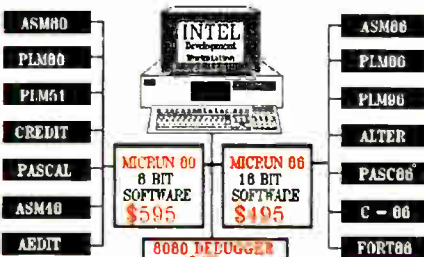 ASM80
PLM80
PLM51
CREDIT
PASCAL
ASM48
AEDIT
INTEL
Development
Workstation
MICRUN 80
8 BIT
SOFTWARE
$595
MICRUN 86
16 BIT
SOFTWARE
$495
8080 DEBUGGER
ASM86
PLM86
PLM96
ALTER
PASC86
C - 86
FORT86